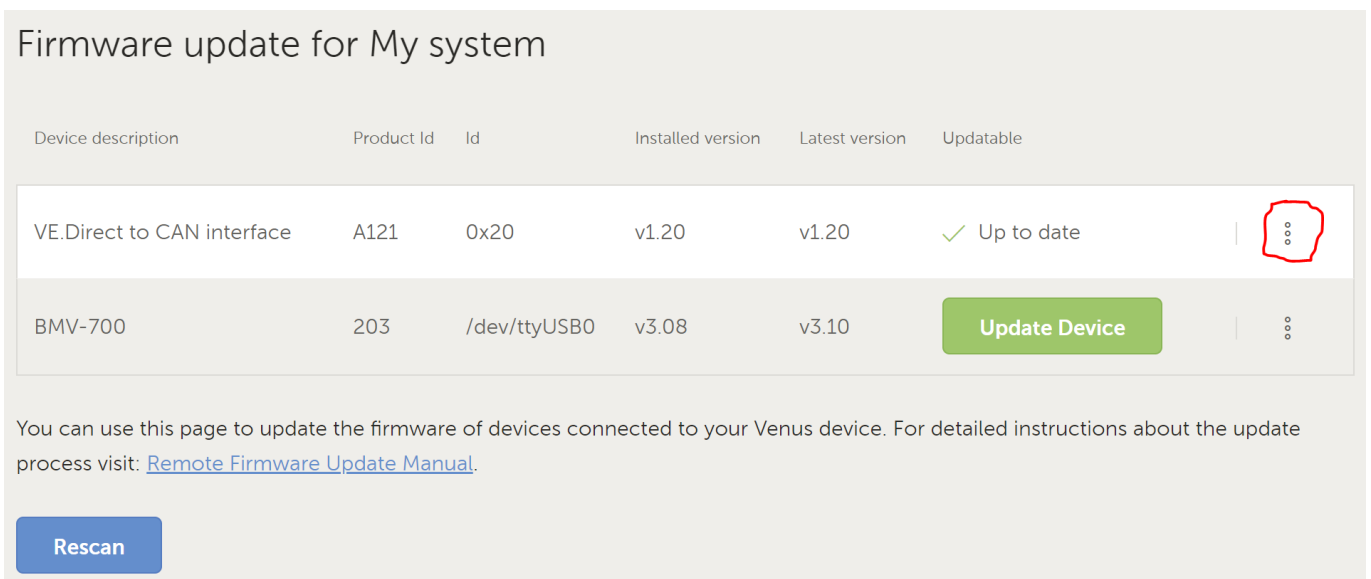 Firmware update for My system
Device description Product Id Id Installed version Latest version Updatable
VE.Direct to CAN interface A121 0x20 v1.20 v1.20 Up to date
BMV-700 203 /dev/ttyUSB0 v3.08 v3.10 Update Device
You can use this page to update the firmware of devices connected to your Venus device. For detailed instructions about the update
process visit: Remote Firmware Update Manual.
Rescan